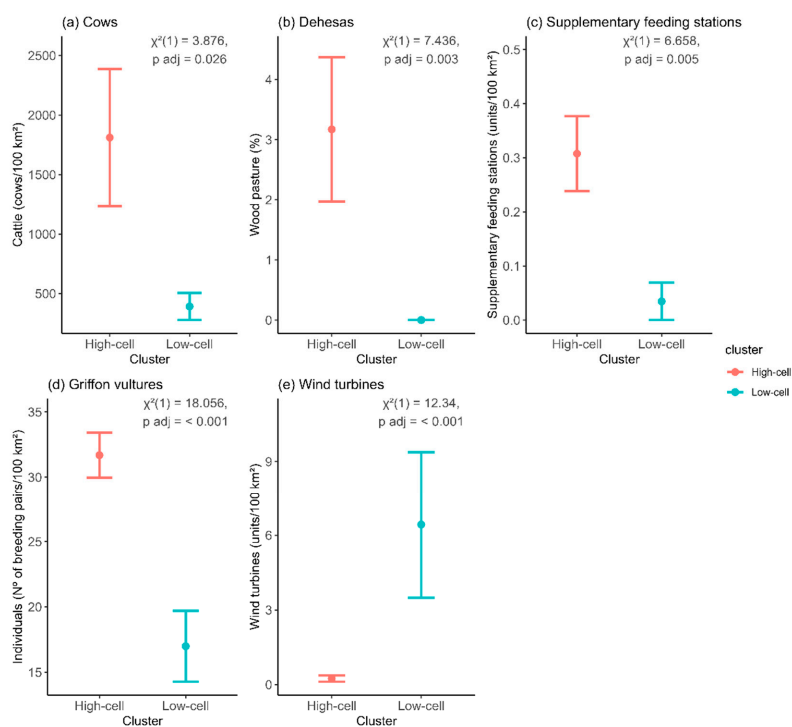 (a) Cows
χ²(1) = 3.876,
p adj = 0.026
Cattle (cows/100 km²)
2500
2000
1500
1000
500
High-cell Low-cell
Cluster
(b) Dehesas
χ²(1) = 7.436,
p adj = 0.003
Wood pasture (%)
4
2
1
0
High-cell Low-cell
Cluster
(c) Supplementary feeding stations
χ²(1) = 6.658,
p adj = 0.005
Supplementary feeding stations (units/100 km²)
0.5
0.4
0.3
0.2
0.1
0.0
High-cell Low-cell
Cluster
cluster
High-cell
Low-cell
(d) Griffon vultures
χ²(1) = 18.056,
p adj = < 0.001
Individuals (Nº of breeding pairs/100 km²)
35
30
25
20
15
High-cell Low-cell
Cluster
(e) Wind turbines
χ²(1) = 12.34,
p adj = < 0.001
Wind turbines (units/100 km²)
9
6
3
0
High-cell Low-cell
Cluster